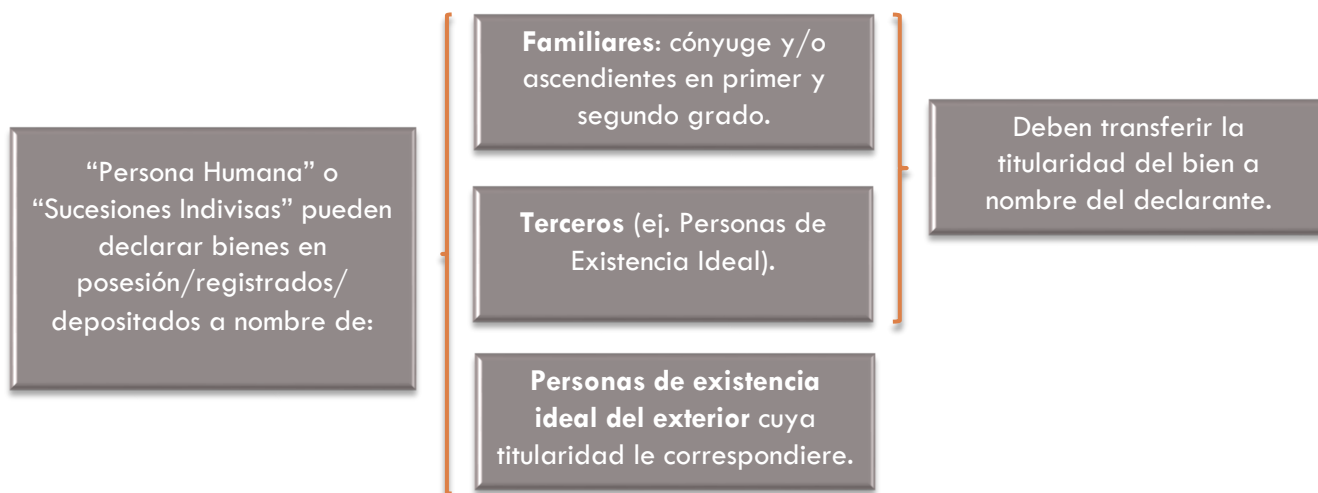 “Persona Humana” o
“Sucesiones Indivisas” pueden
declarar bienes en
posesión/registrados/
depositados a nombre de:
Familiares: cónyuge y/o
ascendientes en primer y
segundo grado.
Terceros (ej. Personas de
Existencia Ideal).
Personas de existencia
ideal del exterior cuya
titularidad le correspondiere.
Deben transferir la
titularidad del bien a
nombre del declarante.